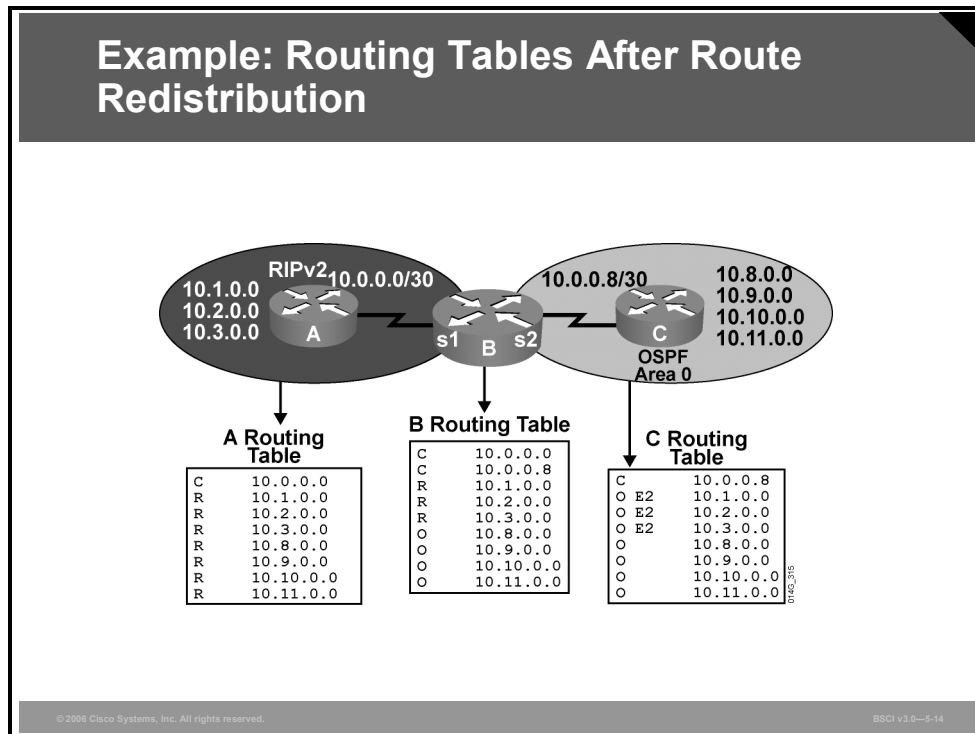 Example: Routing Tables After Route
Redistribution
RIPv2
10.0.0.0/30
10.1.0.0
10.2.0.0
10.3.0.0
A
s1
B
s2
10.0.0.8/30
C
OSPF
Area 0
10.8.0.0
10.9.0.0
10.10.0.0
10.11.0.0
A Routing
Table
C 10.0.0.0
R 10.1.0.0
R 10.2.0.0
R 10.3.0.0
R 10.8.0.0
R 10.9.0.0
R 10.10.0.0
R 10.11.0.0
B Routing Table
C 10.0.0.0
C 10.0.0.8
R 10.1.0.0
R 10.2.0.0
R 10.3.0.0
O 10.8.0.0
O 10.9.0.0
O 10.10.0.0
O 10.11.0.0
C Routing
Table
C 10.0.0.8
O E2 10.1.0.0
O E2 10.2.0.0
O E2 10.3.0.0
O 10.8.0.0
O 10.9.0.0
O 10.10.0.0
O 10.11.0.0
014G_315
© 2006 Cisco Systems, Inc. All rights reserved.
BSCI v3.0—5-14